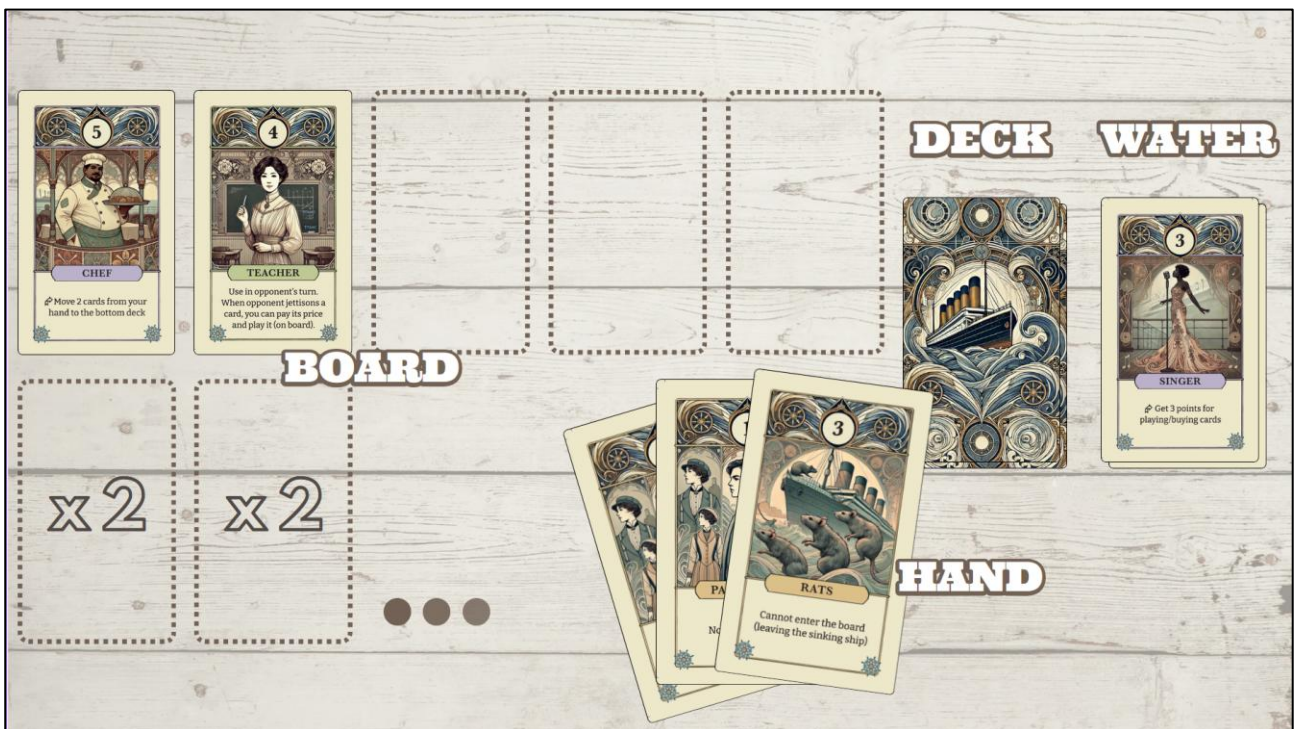 5
CHEF
Move 2 cards from your
hand to the bottom deck
4
TEACHER
Use in opponent's turn.
When opponent jettisons a
card, you can pay its price
and play it (on board).
BOARD
x2
x2
DECK
WATER
3
SINGER
Get 3 points for
playing/buying cards
1
PA
No
3
RATS
Cannot enter the board
(leaving the sinking ship)
HAND